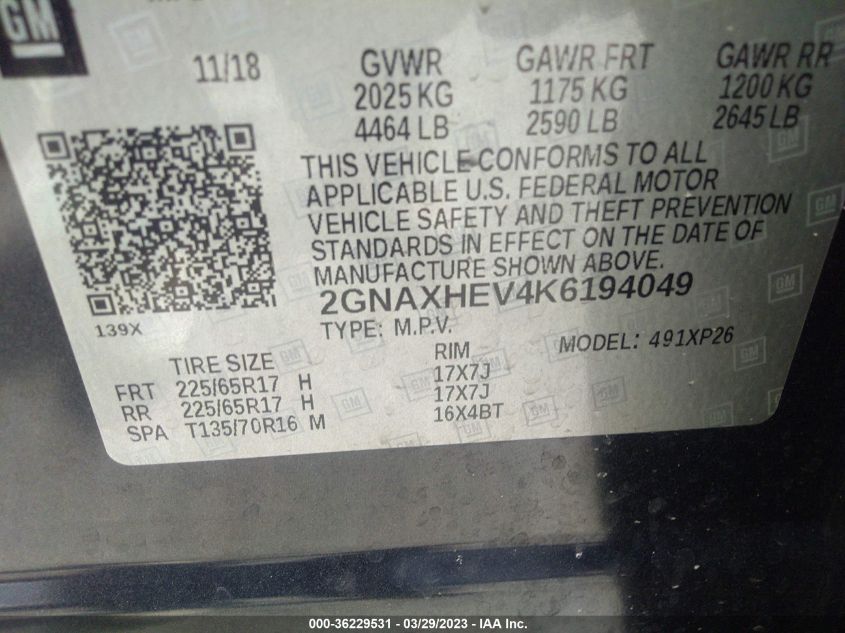 GM
11/18 GVWR GAWR FRT GAWR RR
2025 KG 1175 KG 1200 KG
4464 LB 2590 LB 2645 LB
THIS VEHICLE CONFORMS TO ALL
APPLICABLE U.S. FEDERAL MOTOR
VEHICLE SAFETY AND THEFT PREVENTION
STANDARDS IN EFFECT ON THE DATE OF
MANUFACTURE SHOWN ABOVE.
2GNAXHEV4K6194049
139X
TYPE: M.P.V. MODEL: 491XP26
TIRE SIZE RIM
FRT 225/65R17 H 17X7J
RR 225/65R17 H 17X7J
SPA T135/70R16 M 16X4BT
000-36229531 - 03/29/2023 - IAA Inc.